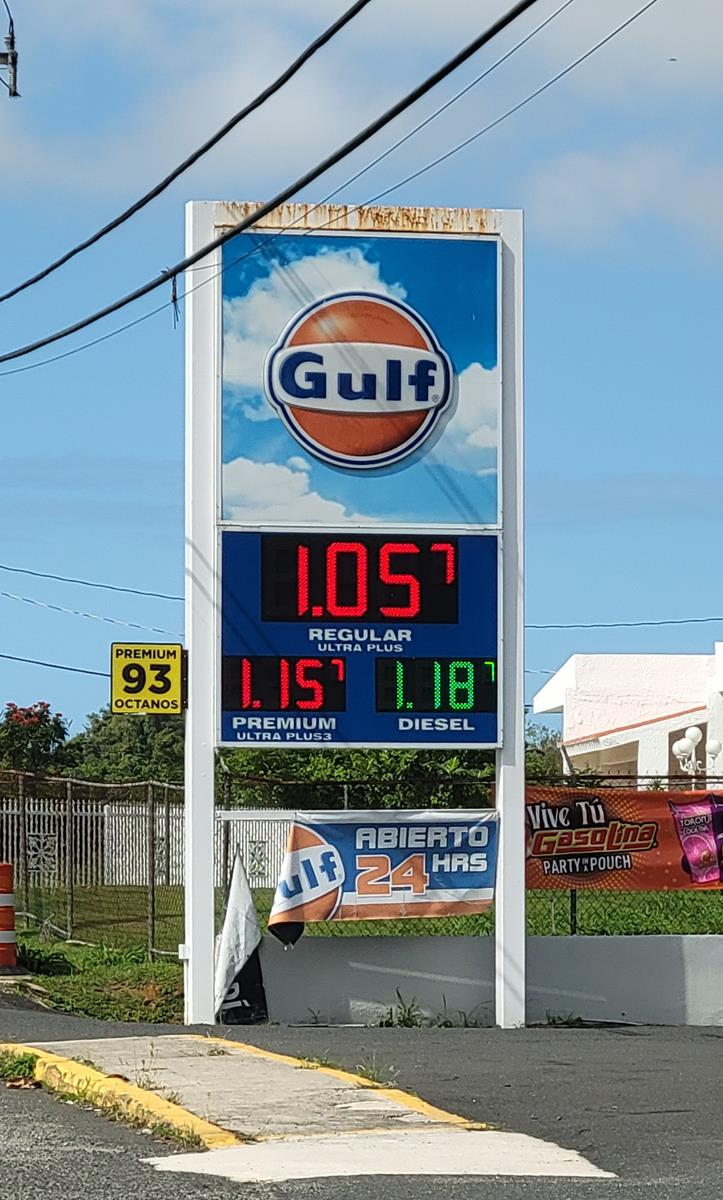 Gulf
1.05 7
REGULAR
ULTRA PLUS
1.15 7
PREMIUM
ULTRA PLUS3
1.18 7
DIESEL
PREMIUM
93
OCTANOS
Gulf
ABIERTO
24 HRS
Vive Tú
Gasolina
PARTY IN A POUCH